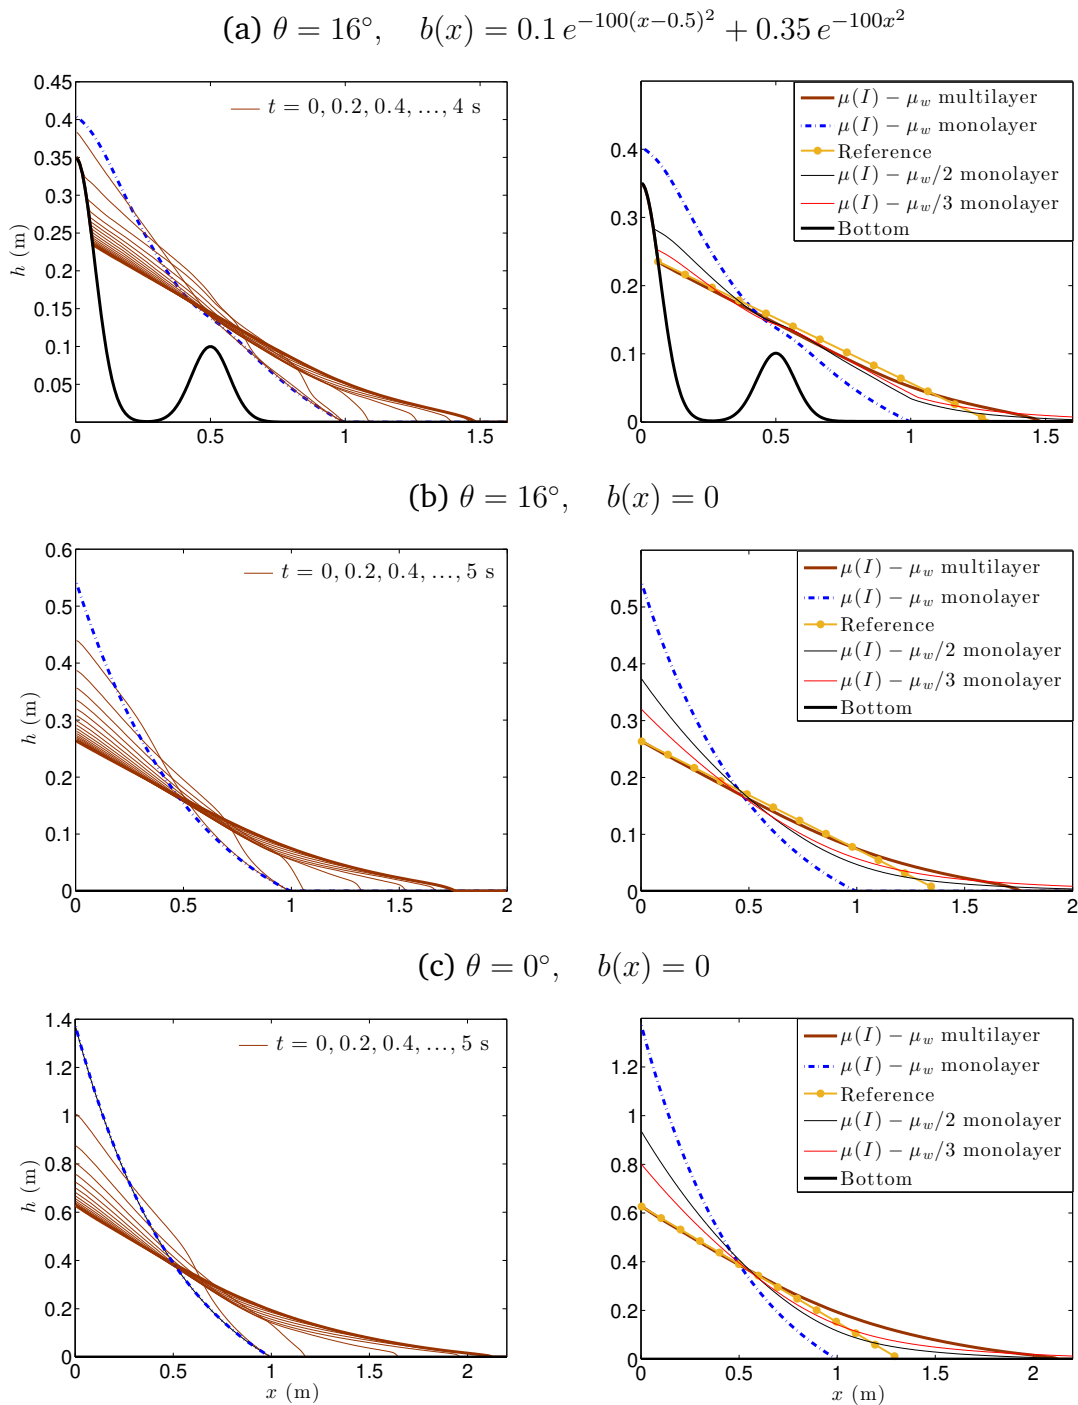 (a) θ = 16°, b(x) = 0.1 e^{−100(x−0.5)^2} + 0.35 e^{−100x^2}
0.45
0.4
0.35
0.3
0.25
0.2
0.15
0.1
0.05
h (m)
t = 0, 0.2, 0.4, ..., 4 s
0 0.5 1 1.5
0.4
0.3
0.2
0.1
0
μ(I) − μ_w multilayer
μ(I) − μ_w monolayer
Reference
μ(I) − μ_w/2 monolayer
μ(I) − μ_w/3 monolayer
Bottom
0 0.5 1 1.5
(b) θ = 16°, b(x) = 0
0.6
0.5
0.4
0.3
0.2
0.1
0
h (m)
t = 0, 0.2, 0.4, ..., 5 s
0 0.5 1 1.5 2
0.5
0.4
0.3
0.2
0.1
0
μ(I) − μ_w multilayer
μ(I) − μ_w monolayer
Reference
μ(I) − μ_w/2 monolayer
μ(I) − μ_w/3 monolayer
Bottom
0 0.5 1 1.5 2
(c) θ = 0°, b(x) = 0
1.4
1.2
1
0.8
0.6
0.4
0.2
0
h (m)
t = 0, 0.2, 0.4, ..., 5 s
0 0.5 1 1.5 2
x (m)
1.2
1
0.8
0.6
0.4
0.2
0
μ(I) − μ_w multilayer
μ(I) − μ_w monolayer
Reference
μ(I) − μ_w/2 monolayer
μ(I) − μ_w/3 monolayer
Bottom
0 0.5 1 1.5 2
x (m)